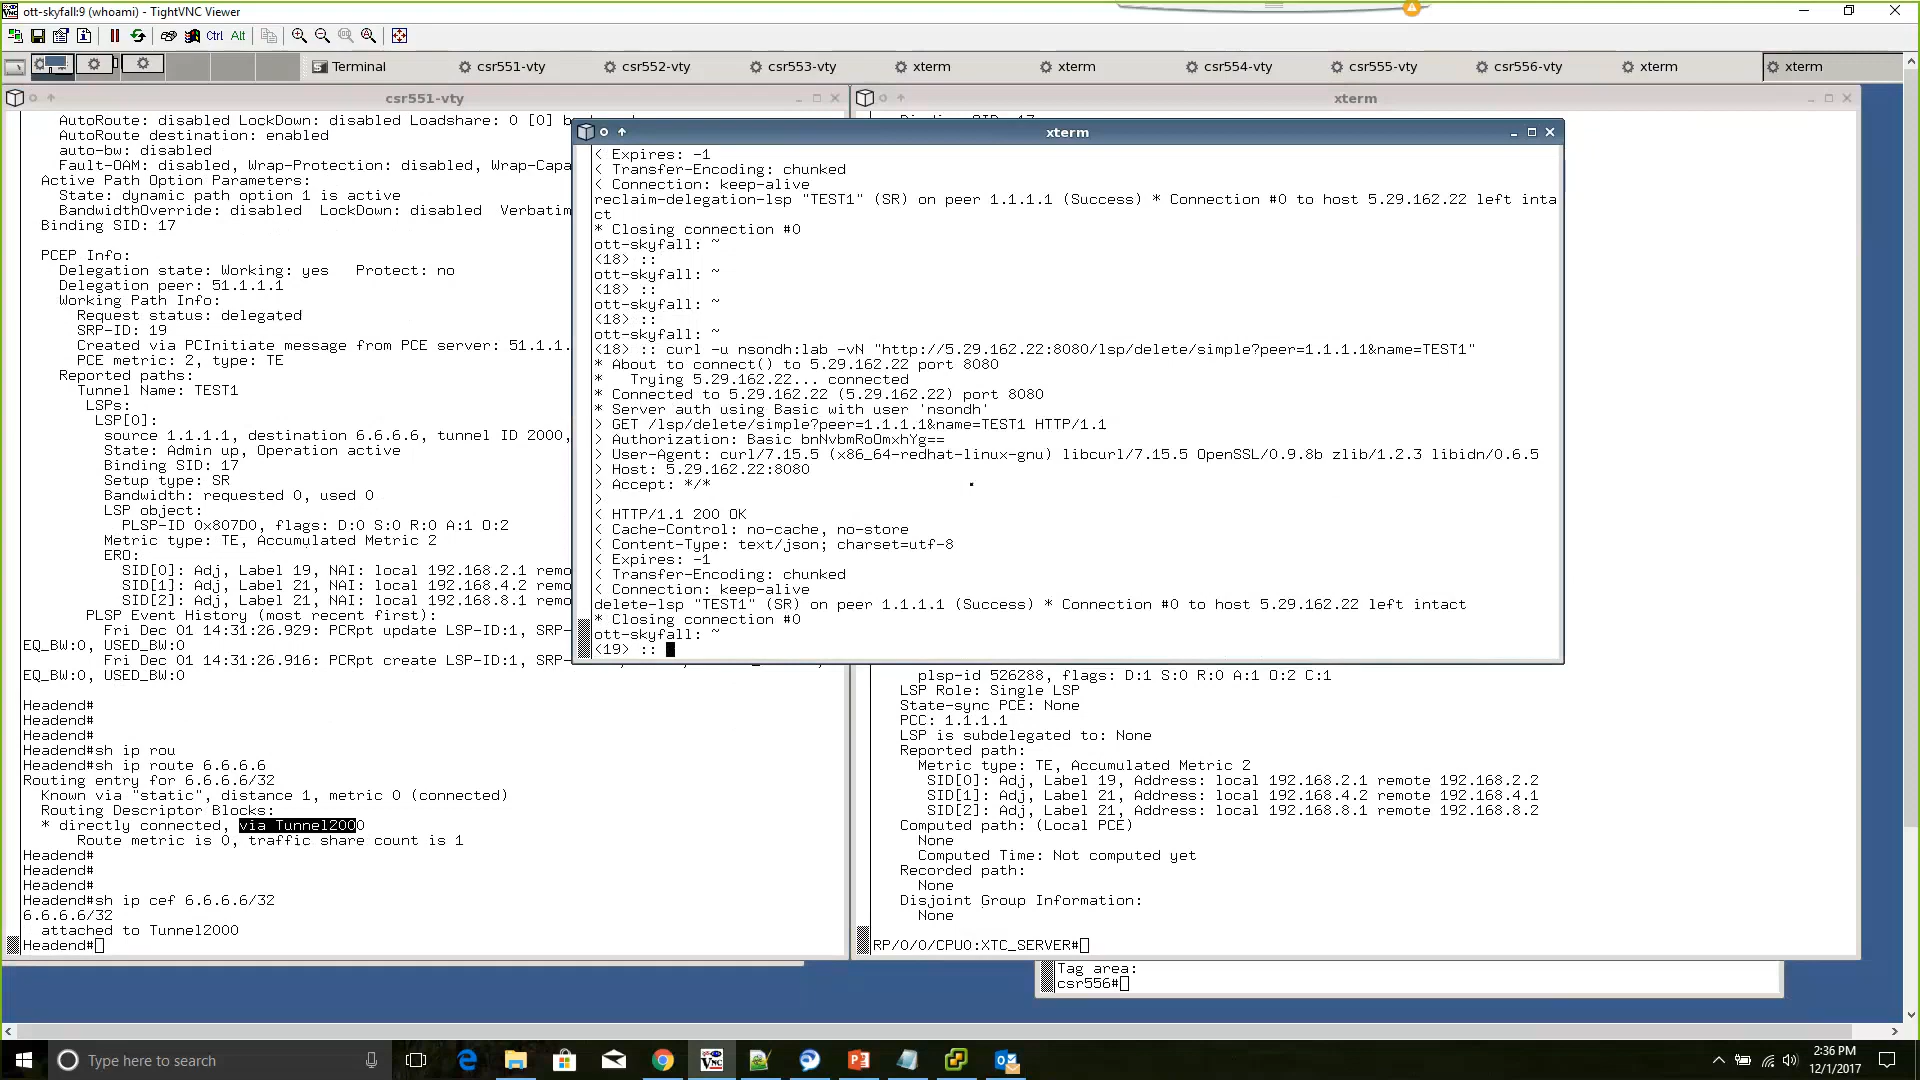 ott-skyfall:9 (whoami) - TightVNC Viewer
Ctrl Alt
Terminal
csr551-vty
csr552-vty
csr553-vty
xterm
xterm
csr554-vty
csr555-vty
csr556-vty
xterm
xterm
csr551-vty
AutoRoute: disabled LockDown: disabled Loadshare: 0 [0] b
AutoRoute destination: enabled
auto-bw: disabled
Fault-OAM: disabled, Wrap-Protection: disabled, Wrap-Capa
Active Path Option Parameters:
State: dynamic path option 1 is active
BandwidthOverride: disabled  LockDown: disabled  Verbatim
Binding SID: 17
PCEP Info:
Delegation state: Working: yes   Protect: no
Delegation peer: 51.1.1.1
Working Path Info:
Request status: delegated
SRP-ID: 19
Created via PCInitiate message from PCE server: 51.1.1.
PCE metric: 2, type: TE
Reported paths:
Tunnel Name: TEST1
LSPs:
LSP[0]:
source 1.1.1.1, destination 6.6.6.6, tunnel ID 2000,
State: Admin up, Operation active
Binding SID: 17
Setup type: SR
Bandwidth: requested 0, used 0
LSP object:
PLSP-ID 0x807D0, flags: D:0 S:0 R:0 A:1 O:2
Metric type: TE, Accumulated Metric 2
ERO:
SID[0]: Adj, Label 19, NAI: local 192.168.2.1 remo
SID[1]: Adj, Label 21, NAI: local 192.168.4.2 remo
SID[2]: Adj, Label 21, NAI: local 192.168.8.1 remo
PLSP Event History (most recent first):
Fri Dec 01 14:31:26.929: PCRpt update LSP-ID:1, SRP-
EQ_BW:0, USED_BW:0
Fri Dec 01 14:31:26.916: PCRpt create LSP-ID:1, SRP-
EQ_BW:0, USED_BW:0
Headend#
Headend#
Headend#
Headend#sh ip rou
Headend#sh ip route 6.6.6.6
Routing entry for 6.6.6.6/32
Known via "static", distance 1, metric 0 (connected)
Routing Descriptor Blocks:
* directly connected, via Tunnel2000
Route metric is 0, traffic share count is 1
Headend#
Headend#
Headend#
Headend#sh ip cef 6.6.6.6/32
6.6.6.6/32
attached to Tunnel2000
Headend#
xterm
< Expires: -1
< Transfer-Encoding: chunked
< Connection: keep-alive
reclaim-delegation-lsp "TEST1" (SR) on peer 1.1.1.1 (Success) * Connection #0 to host 5.29.162.22 left inta
ct
* Closing connection #0
ott-skyfall: ~
<18> ::
ott-skyfall: ~
<18> ::
ott-skyfall: ~
<18> ::
ott-skyfall: ~
<18> :: curl -u nsondh:lab -vN "http://5.29.162.22:8080/lsp/delete/simple?peer=1.1.1.1&name=TEST1"
* About to connect() to 5.29.162.22 port 8080
*   Trying 5.29.162.22... connected
* Connected to 5.29.162.22 (5.29.162.22) port 8080
* Server auth using Basic with user 'nsondh'
> GET /lsp/delete/simple?peer=1.1.1.1&name=TEST1 HTTP/1.1
> Authorization: Basic bnNvbmRoOmxhYg==
> User-Agent: curl/7.15.5 (x86_64-redhat-linux-gnu) libcurl/7.15.5 OpenSSL/0.9.8b zlib/1.2.3 libidn/0.6.5
> Host: 5.29.162.22:8080
> Accept: */*
>
< HTTP/1.1 200 OK
< Cache-Control: no-cache, no-store
< Content-Type: text/json; charset=utf-8
< Expires: -1
< Transfer-Encoding: chunked
< Connection: keep-alive
delete-lsp "TEST1" (SR) on peer 1.1.1.1 (Success) * Connection #0 to host 5.29.162.22 left intact
* Closing connection #0
ott-skyfall: ~
<19> ::
xterm
plsp-id 526288, flags: D:1 S:0 R:0 A:1 O:2 C:1
LSP Role: Single LSP
State-sync PCE: None
PCC: 1.1.1.1
LSP is subdelegated to: None
Reported path:
Metric type: TE, Accumulated Metric 2
SID[0]: Adj, Label 19, Address: local 192.168.2.1 remote 192.168.2.2
SID[1]: Adj, Label 21, Address: local 192.168.4.2 remote 192.168.4.1
SID[2]: Adj, Label 21, Address: local 192.168.8.1 remote 192.168.8.2
Computed path: (Local PCE)
None
Computed Time: Not computed yet
Recorded path:
None
Disjoint Group Information:
None
RP/0/0/CPU0:XTC_SERVER#
Tag area:
csr556#
Type here to search
2:36 PM
12/1/2017